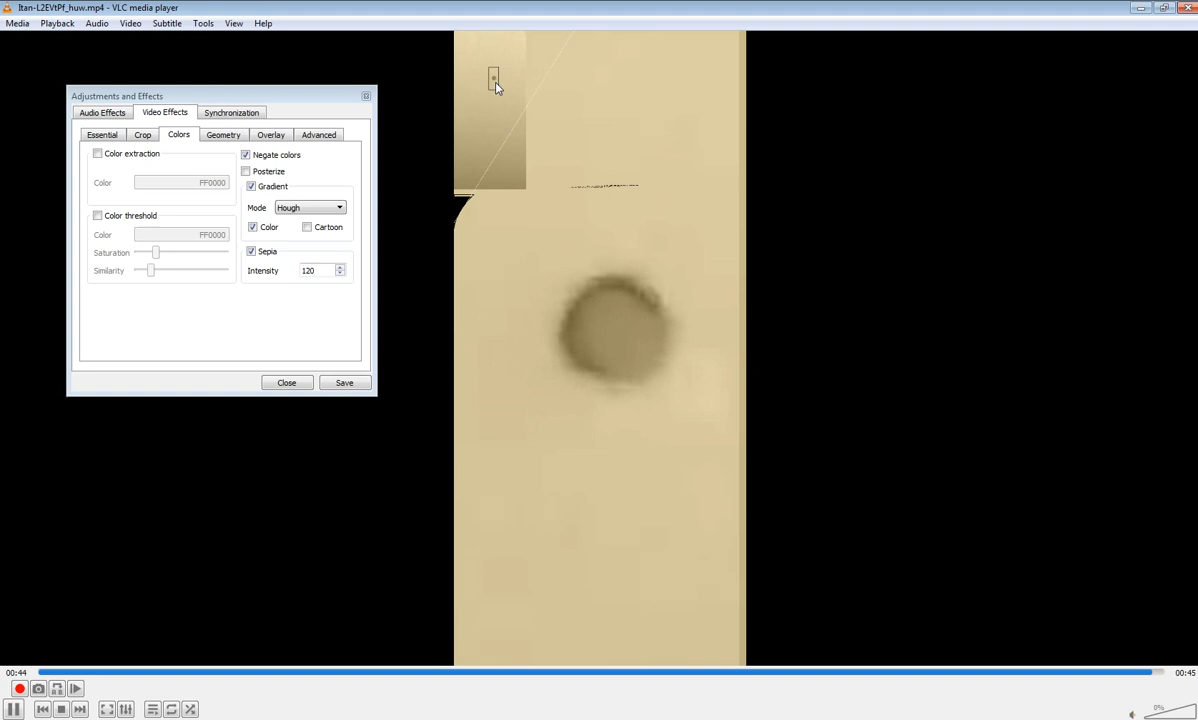 Itan-L2EVtPf_huw.mp4 - VLC media player
Media Playback Audio Video Subtitle Tools View Help
Adjustments and Effects
Audio Effects Video Effects Synchronization
Essential Crop Colors Geometry Overlay Advanced
Color extraction
Color FF0000
Color threshold
Color FF0000
Saturation
Similarity
Negate colors
Posterize
Gradient
Mode Hough
Color Cartoon
Sepia
Intensity 120
Close Save
00:44 00:45
0%